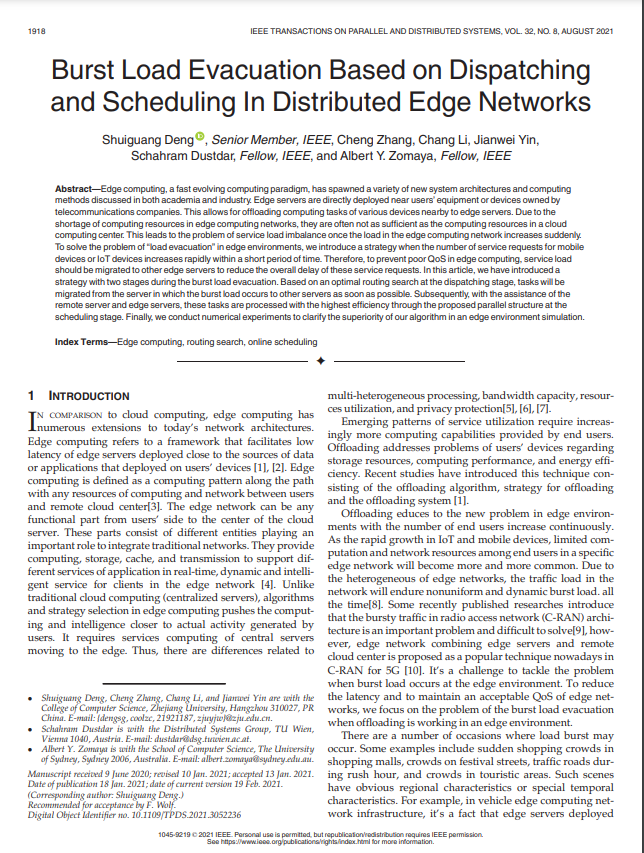 1918
IEEE TRANSACTIONS ON PARALLEL AND DISTRIBUTED SYSTEMS, VOL. 32, NO. 8, AUGUST 2021
Burst Load Evacuation Based on Dispatching
and Scheduling In Distributed Edge Networks
Shuiguang Deng, Senior Member, IEEE, Cheng Zhang, Chang Li, Jianwei Yin,
Schahram Dustdar, Fellow, IEEE, and Albert Y. Zomaya, Fellow, IEEE
Abstract—Edge computing, a fast evolving computing paradigm, has spawned a variety of new system architectures and computing
methods discussed in both academia and industry. Edge servers are directly deployed near users' equipment or devices owned by
telecommunications companies. This allows for offloading computing tasks of various devices nearby to edge servers. Due to the
shortage of computing resources in edge computing networks, they are often not as sufficient as the computing resources in a cloud
computing center. This leads to the problem of service load imbalance once the load in the edge computing network increases suddenly.
To solve the problem of "load evacuation" in edge environments, we introduce a strategy when the number of service requests for mobile
devices or IoT devices increases rapidly within a short period of time. Therefore, to prevent poor QoS in edge computing, service load
should be migrated to other edge servers to reduce the overall delay of these service requests. In this article, we have introduced a
strategy with two stages during the burst load evacuation. Based on an optimal routing search at the dispatching stage, tasks will be
migrated from the server in which the burst load occurs to other servers as soon as possible. Subsequently, with the assistance of the
remote server and edge servers, these tasks are processed with the highest efficiency through the proposed parallel structure at the
scheduling stage. Finally, we conduct numerical experiments to clarify the superiority of our algorithm in an edge environment simulation.
Index Terms—Edge computing, routing search, online scheduling
1 INTRODUCTION
IN COMPARISON to cloud computing, edge computing has
numerous extensions to today's network architectures.
Edge computing refers to a framework that facilitates low
latency of edge servers deployed close to the sources of data
or applications that deployed on users' devices [1], [2]. Edge
computing is defined as a computing pattern along the path
with any resources of computing and network between users
and remote cloud center[3]. The edge network can be any
functional part from users' side to the center of the cloud
server. These parts consist of different entities playing an
important role to integrate traditional networks. They provide
computing, storage, cache, and transmission to support dif-
ferent services of application in real-time, dynamic and intelli-
gent service for clients in the edge network [4]. Unlike
traditional cloud computing (centralized servers), algorithms
and strategy selection in edge computing pushes the comput-
ing and intelligence closer to actual activity generated by
users. It requires services computing of central servers
moving to the edge. Thus, there are differences related to
• Shuiguang Deng, Cheng Zhang, Chang Li, and Jianwei Yin are with the
College of Computer Science, Zhejiang University, Hangzhou 310027, PR
China. E-mail: {dengsg, coolzc, 21921187, zjuyjw}@zju.edu.cn.
• Schahram Dustdar is with the Distributed Systems Group, TU Wien,
Vienna 1040, Austria. E-mail: dustdar@dsg.tuwien.ac.at.
• Albert Y. Zomaya is with the School of Computer Science, The University
of Sydney, Sydney 2006, Australia. E-mail: albert.zomaya@sydney.edu.au.
Manuscript received 9 June 2020; revised 10 Jan. 2021; accepted 13 Jan. 2021.
Date of publication 18 Jan. 2021; date of current version 19 Feb. 2021.
(Corresponding author: Shuiguang Deng.)
Recommended for acceptance by F. Wolf.
Digital Object Identifier no. 10.1109/TPDS.2021.3052236
multi-heterogeneous processing, bandwidth capacity, resour-
ces utilization, and privacy protection[5], [6], [7].
Emerging patterns of service utilization require increas-
ingly more computing capabilities provided by end users.
Offloading addresses problems of users' devices regarding
storage resources, computing performance, and energy effi-
ciency. Recent studies have introduced this technique con-
sisting of the offloading algorithm, strategy for offloading
and the offloading system [1].
Offloading educes to the new problem in edge environ-
ments with the number of end users increase continuously.
As the rapid growth in IoT and mobile devices, limited com-
putation and network resources among end users in a specific
edge network will become more and more common. Due to
the heterogeneous of edge networks, the traffic load in the
network will endure nonuniform and dynamic burst load. all
the time[8]. Some recently published researches introduce
that the bursty traffic in radio access network (C-RAN) archi-
tecture is an important problem and difficult to solve[9], how-
ever, edge network combining edge servers and remote
cloud center is proposed as a popular technique nowadays in
C-RAN for 5G [10]. It's a challenge to tackle the problem
when burst load occurs at the edge environment. To reduce
the latency and to maintain an acceptable QoS of edge net-
works, we focus on the problem of the burst load evacuation
when offloading is working in an edge environment.
There are a number of occasions where load burst may
occur. Some examples include sudden shopping crowds in
shopping malls, crowds on festival streets, traffic roads dur-
ing rush hour, and crowds in touristic areas. Such scenes
have obvious regional characteristics or special temporal
characteristics. For example, in vehicle edge computing net-
work infrastructure, it's a fact that edge servers deployed
1045-9219 © 2021 IEEE. Personal use is permitted, but republication/redistribution requires IEEE permission.
See https://www.ieee.org/publications/rights/index.html for more information.